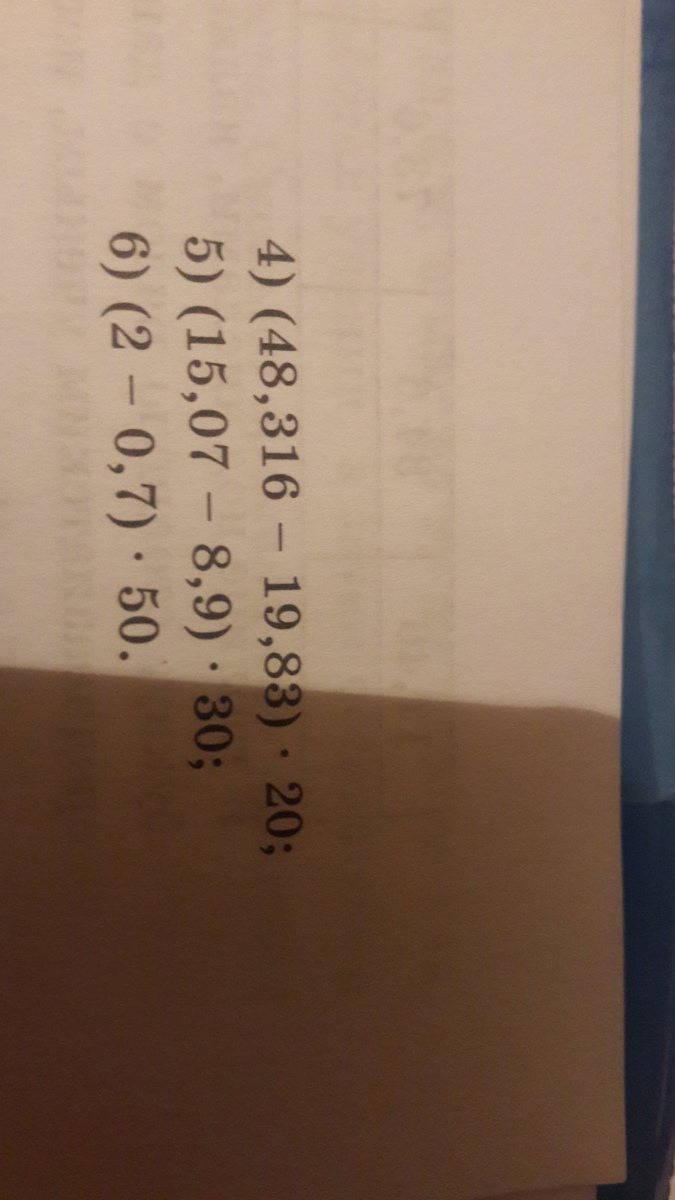 4) (48,316 – 19,83) · 20;
5) (15,07 – 8,9) · 30;
6) (2 – 0,7) · 50.